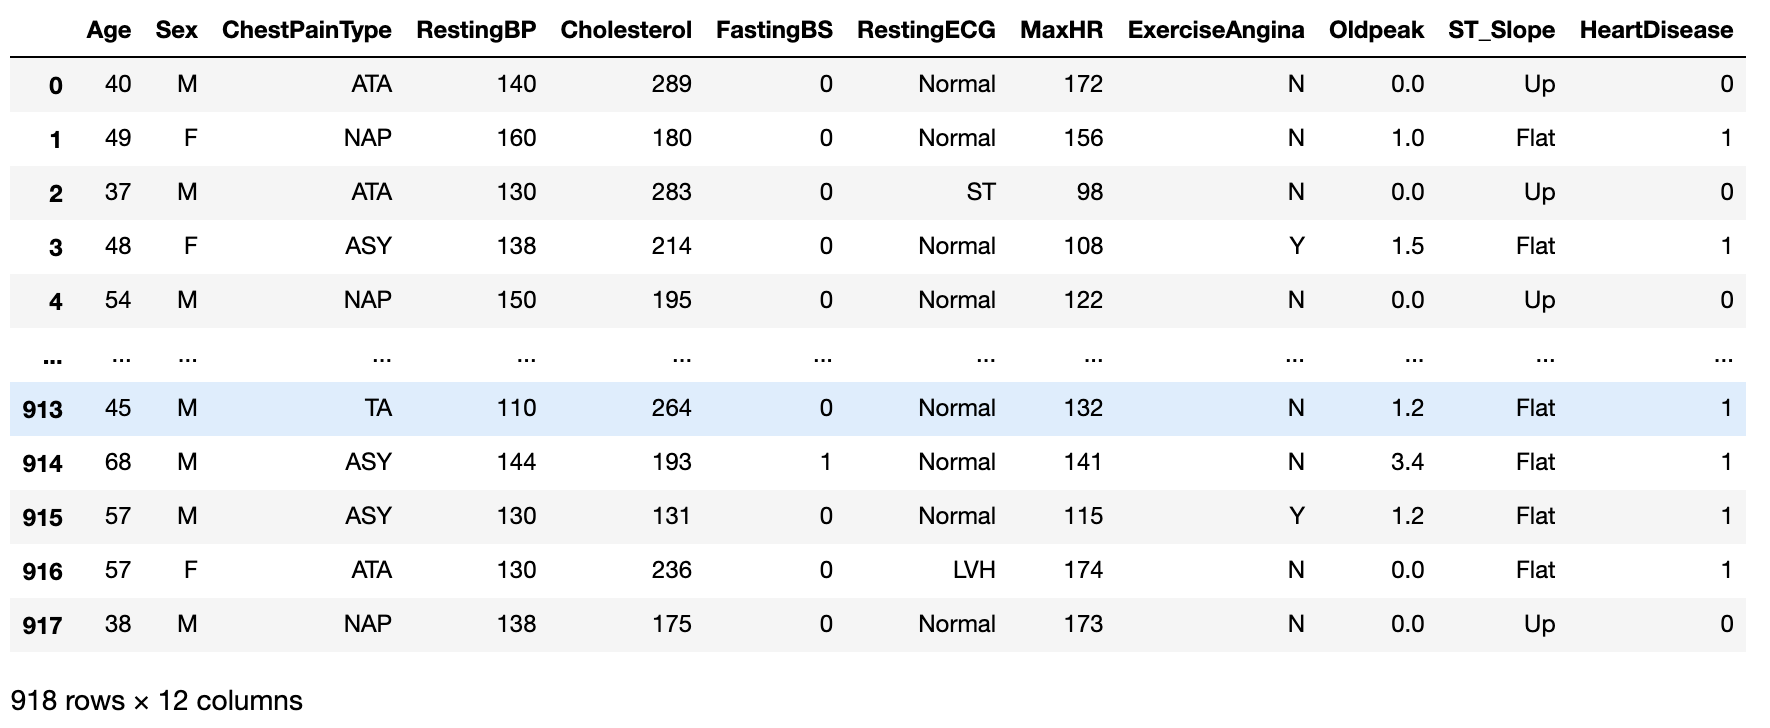 Age Sex ChestPainType RestingBP Cholesterol FastingBS RestingECG MaxHR ExerciseAngina Oldpeak ST_Slope HeartDisease
0 40 M ATA 140 289 0 Normal 172 N 0.0 Up 0
1 49 F NAP 160 180 0 Normal 156 N 1.0 Flat 1
2 37 M ATA 130 283 0 ST 98 N 0.0 Up 0
3 48 F ASY 138 214 0 Normal 108 Y 1.5 Flat 1
4 54 M NAP 150 195 0 Normal 122 N 0.0 Up 0
... ... ... ... ... ... ... ... ... ... ... ... ...
913 45 M TA 110 264 0 Normal 132 N 1.2 Flat 1
914 68 M ASY 144 193 1 Normal 141 N 3.4 Flat 1
915 57 M ASY 130 131 0 Normal 115 Y 1.2 Flat 1
916 57 F ATA 130 236 0 LVH 174 N 0.0 Flat 1
917 38 M NAP 138 175 0 Normal 173 N 0.0 Up 0
918 rows × 12 columns